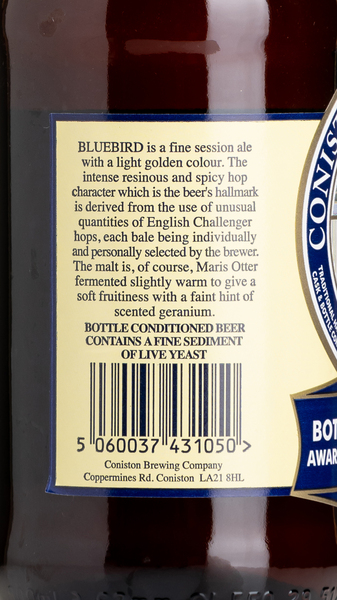 BLUEBIRD is a fine session ale
with a light golden colour. The
intense resinous and spicy hop
character which is the beer's hallmark
is derived from the use of unusual
quantities of English Challenger
hops, each bale being individually
and personally selected by the brewer.
The malt is, of course, Maris Otter
fermented slightly warm to give a
soft fruitiness with a faint hint of
scented geranium.
BOTTLE CONDITIONED BEER
CONTAINS A FINE SEDIMENT
OF LIVE YEAST
5 060037 431050 >
Coniston Brewing Company
Coppermines Rd. Coniston LA21 8HL
CONIST
TRADITIONAL
CASK & BOTTLE CO
BOT
AWAR